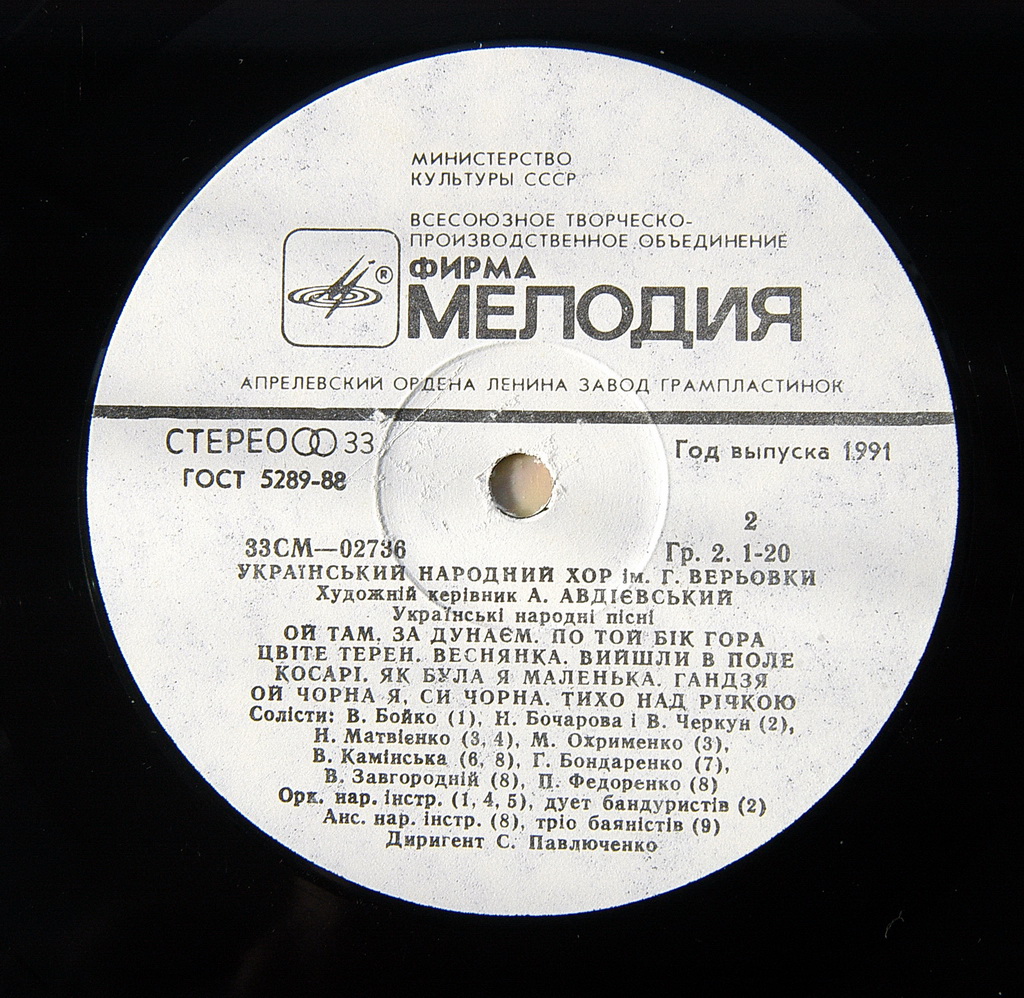 МИНИСТЕРСТВО
КУЛЬТУРЫ СССР
ВСЕСОЮЗНОЕ ТВОРЧЕСКО-
ПРОИЗВОДСТВЕННОЕ ОБЪЕДИНЕНИЕ
ФИРМА
®
МЕЛОДИЯ
АПРЕЛЕВСКИЙ ОРДЕНА ЛЕНИНА ЗАВОД ГРАМПЛАСТИНОК
СТЕРЕО 33
Год выпуска 1991
ГОСТ 5289-88
2
33СМ—02736
Гр. 2. 1-20
УКРАЇНСЬКИЙ НАРОДНИЙ ХОР ім. Г. ВЕРЬОВКИ
Художній керівник А. АВДІЄВСЬКИЙ
Українські народні пісні
ОЙ ТАМ, ЗА ДУНАЄМ. ПО ТОЙ БІК ГОРА
ЦВІТЕ ТЕРЕН. ВЕСНЯНКА. ВИЙШЛИ В ПОЛЕ
КОСАРІ. ЯК БУЛА Я МАЛЕНЬКА. ГАНДЗЯ
ОЙ ЧОРНА Я, СИ ЧОРНА. ТИХО НАД РІЧКОЮ
Солісти: В. Бойко (1), Н. Бочарова і В. Черкун (2),
Н. Матвієнко (3, 4), М. Охрименко (3),
В. Камінська (6, 8), Г. Бондаренко (7),
В. Завгородній (8), П. Федоренко (8)
Орк. нар. інстр. (1, 4, 5), дует бандуристів (2)
Анс. нар. інстр. (8), тріо баяністів (9)
Диригент С. Павлюченко